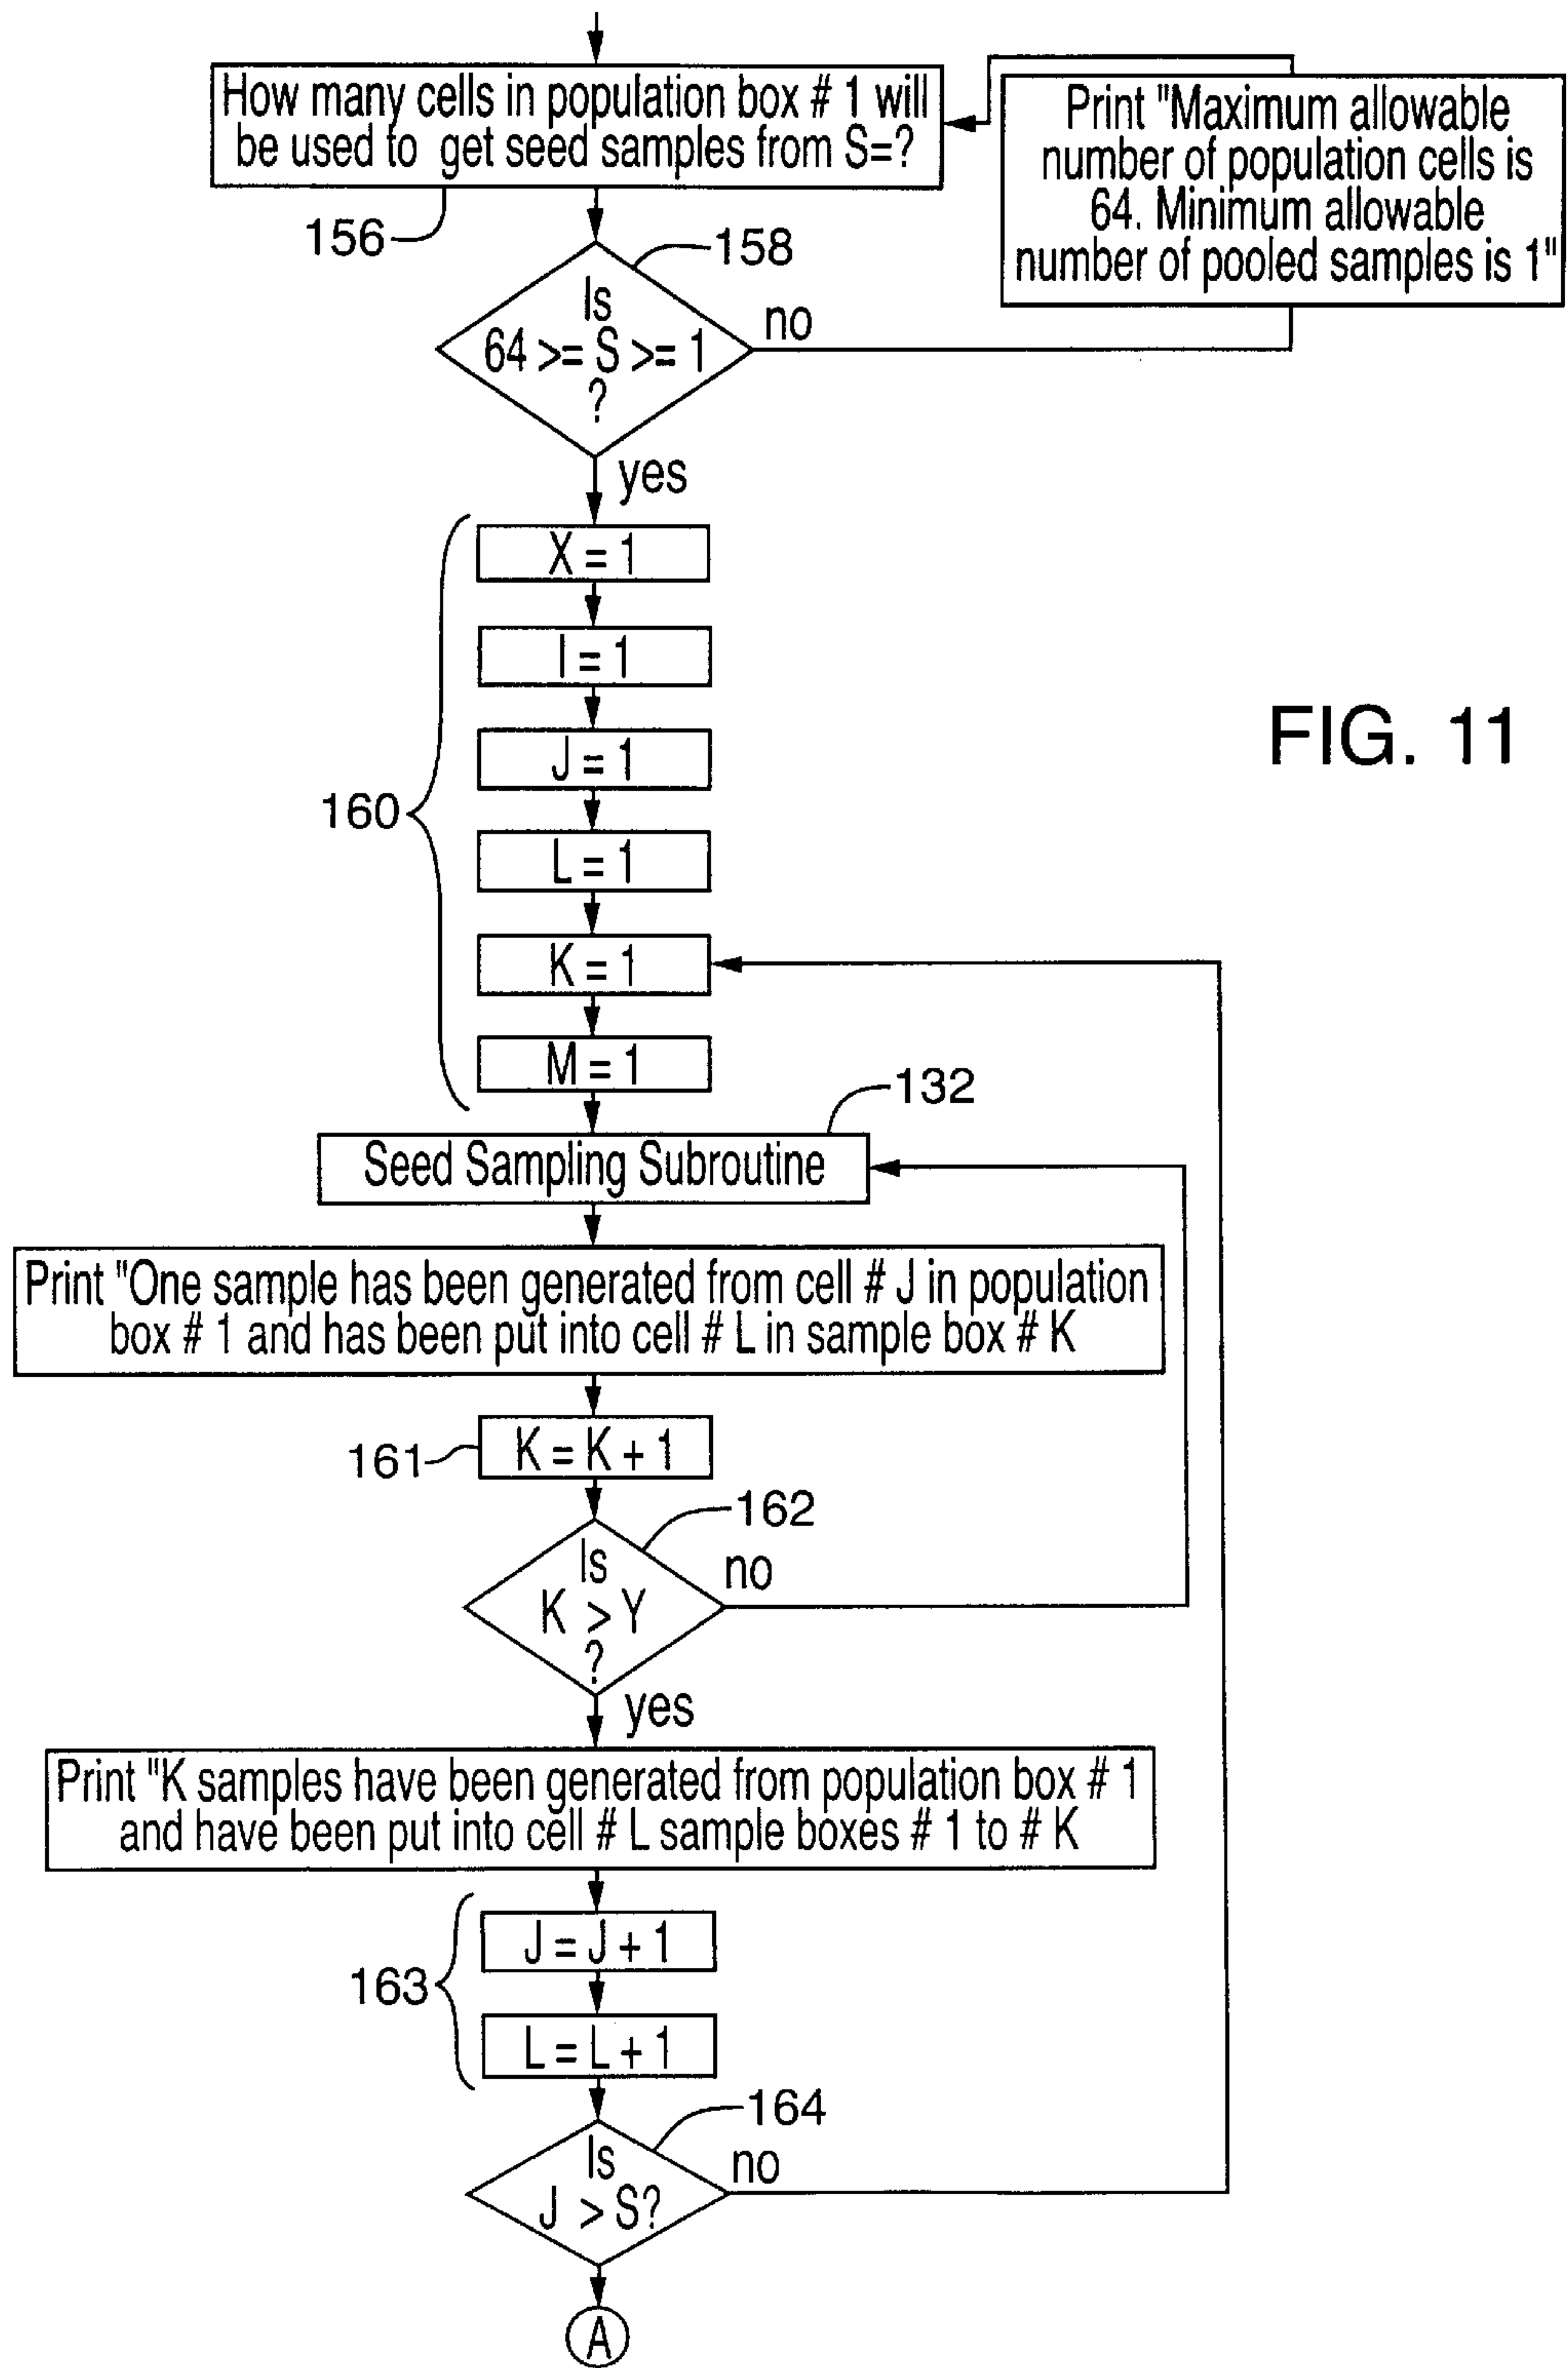 How many cells in population box # 1 will
be used to get seed samples from S=?
Print "Maximum allowable
number of population cells is
64. Minimum allowable
number of pooled samples is 1"
156
158
Is
64 >= S >= 1
?
no
yes
X = 1
I = 1
J = 1
L = 1
K = 1
M = 1
160
FIG. 11
132
Seed Sampling Subroutine
Print "One sample has been generated from cell # J in population
box # 1 and has been put into cell # L in sample box # K
161
K = K + 1
162
Is
K > Y
?
no
yes
Print "K samples have been generated from population box # 1
and have been put into cell # L sample boxes # 1 to # K
163
J = J + 1
L = L + 1
164
Is
J > S?
no
A